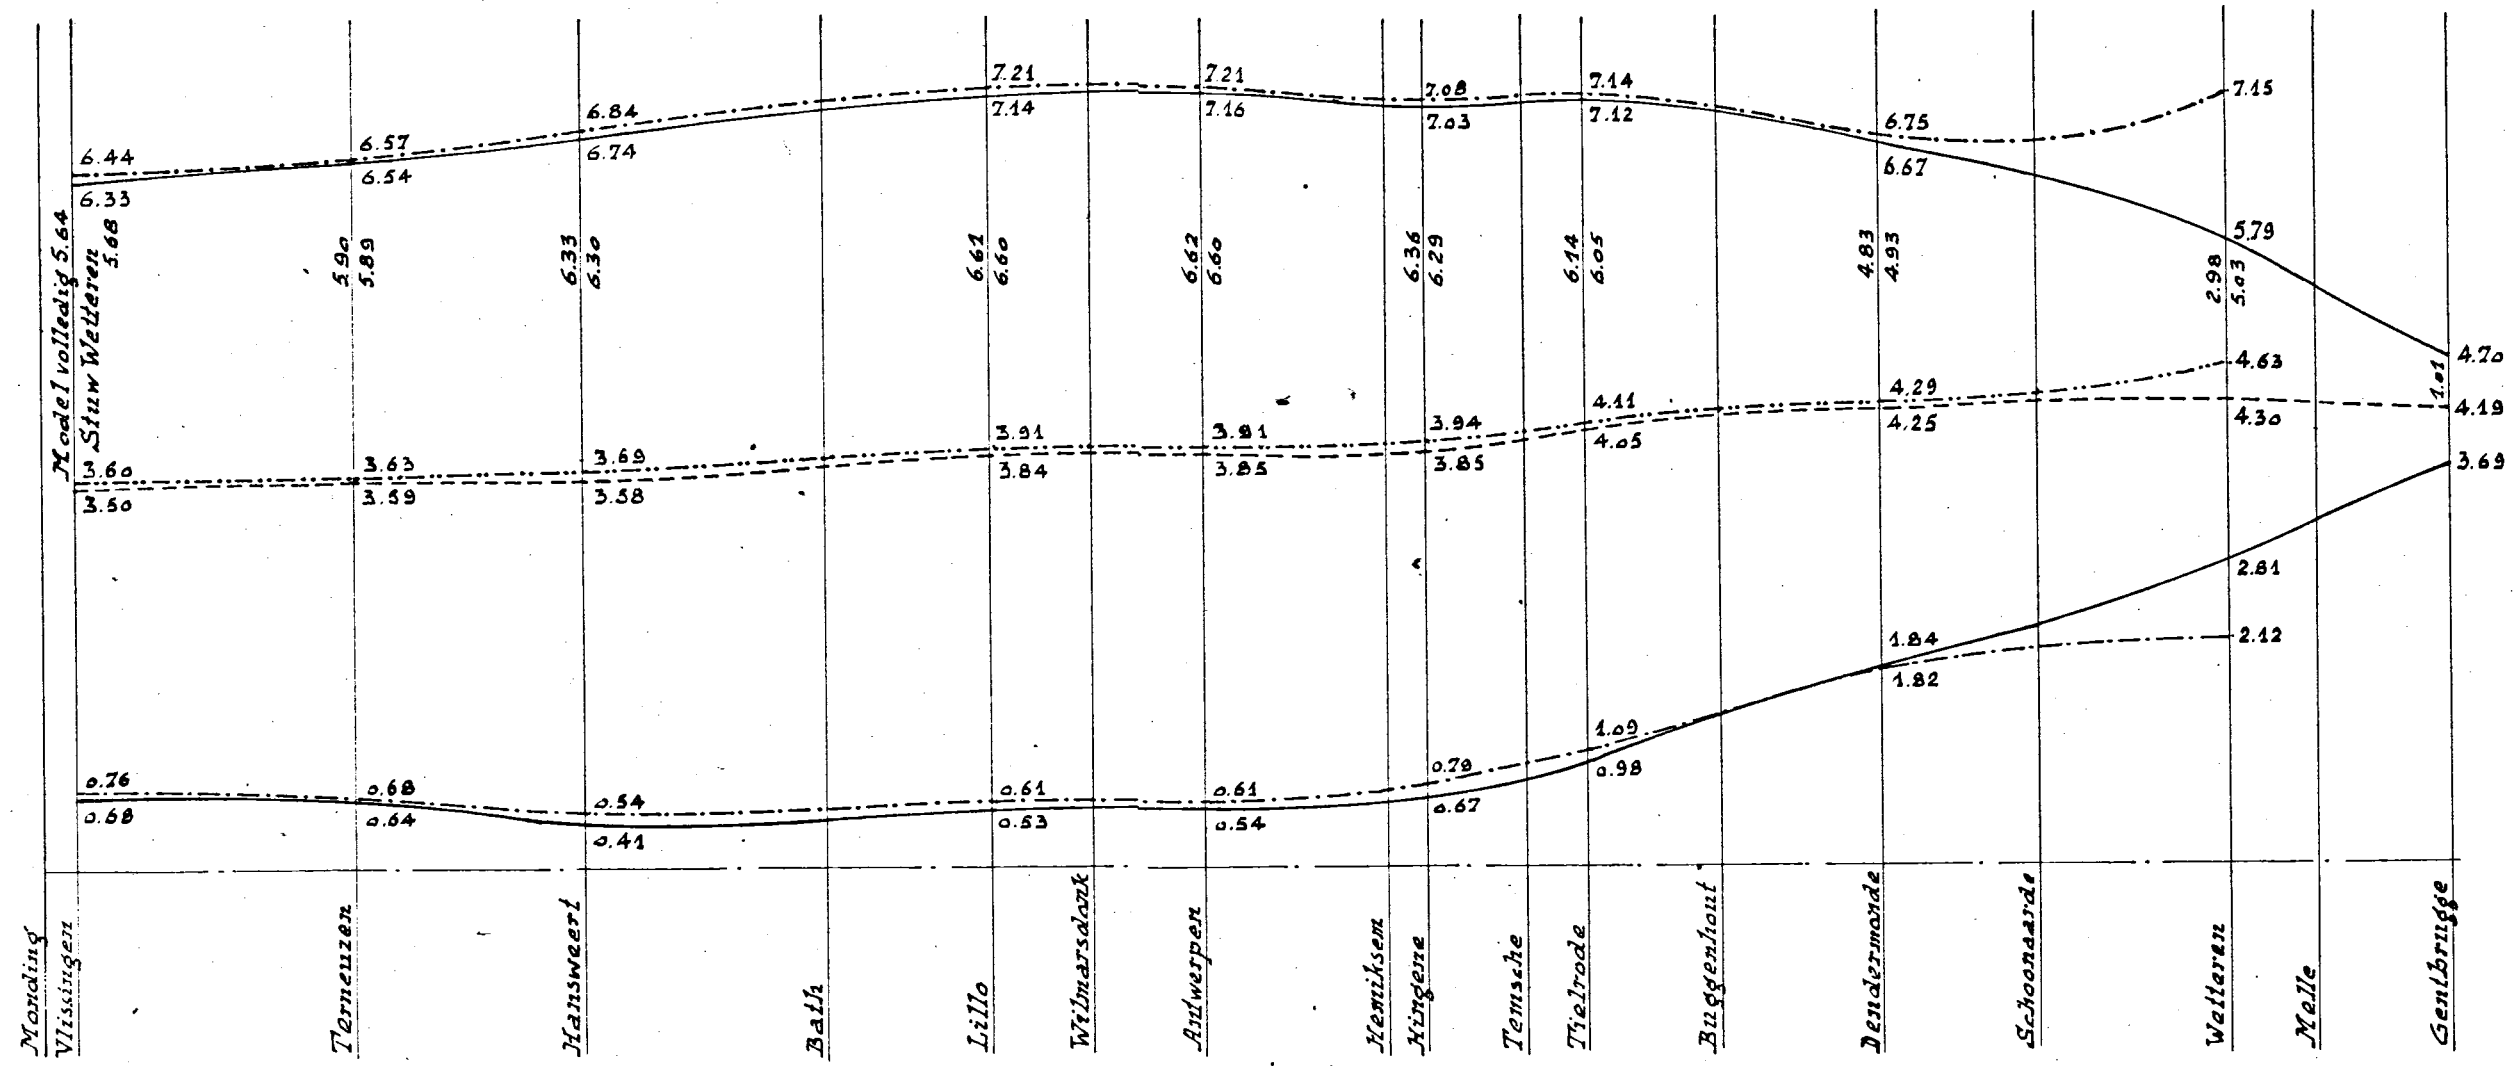 7.21 7.21 7.08 7.14 7.15
6.84 7.14 7.16 7.03 7.12 6.75
6.44 6.57 6.74 6.67
6.33 6.54
Model volledig 5.64 5.90 6.33 6.61 6.62 6.36 6.14 4.83 2.98 1.01
Stuw Wetteren 5.68 5.89 6.30 6.60 6.60 6.29 6.05 4.93 5.03
5.79
4.70
4.63
3.91 3.91 3.94 4.11 4.29
3.60 3.63 3.69 3.84 3.85 3.85 4.05 4.25 4.30 4.19
3.50 3.59 3.58
3.69
2.81
1.84 2.12
1.82
0.76 0.68 0.54 0.61 0.61 0.79 1.09
0.68 0.64 0.41 0.53 0.54 0.67 0.98
Monding
Vlissingen
Terneuzen
Hansweert
Bath
Lillo
Wilmarsdonk
Antwerpen
Hemiksem
Hingene
Temsche
Tielrode
Buggenhout
Dendermonde
Schoonaarde
Wetteren
Melle
Gentbrugge